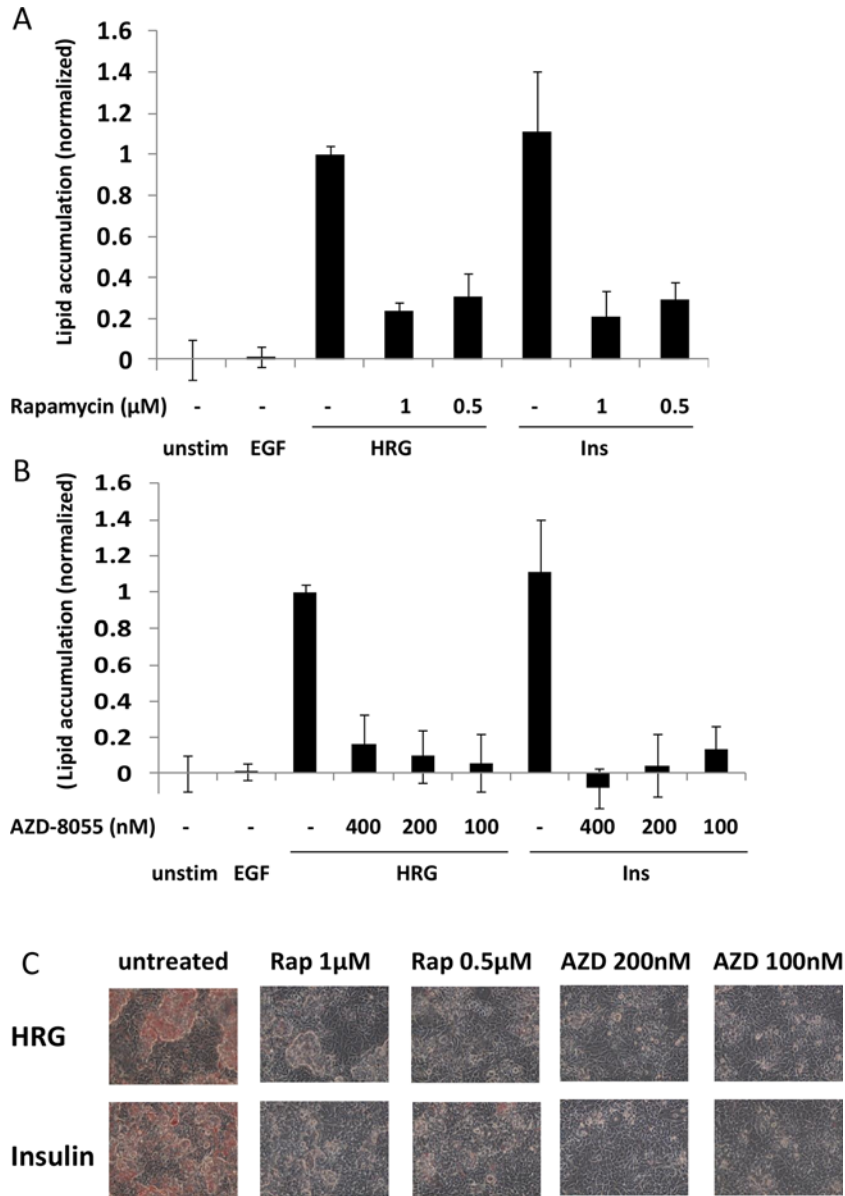 A
Lipid accumulation (normalized)
1.6
1.4
1.2
1
0.8
0.6
0.4
0.2
0
Rapamycin (µM) - - - 1 0.5 - 1 0.5
unstim EGF HRG Ins
B
(Lipid accumulation (normalized)
1.6
1.4
1.2
1
0.8
0.6
0.4
0.2
0
AZD-8055 (nM) - - - 400 200 100 - 400 200 100
unstim EGF HRG Ins
C untreated Rap 1µM Rap 0.5µM AZD 200nM AZD 100nM
HRG
Insulin